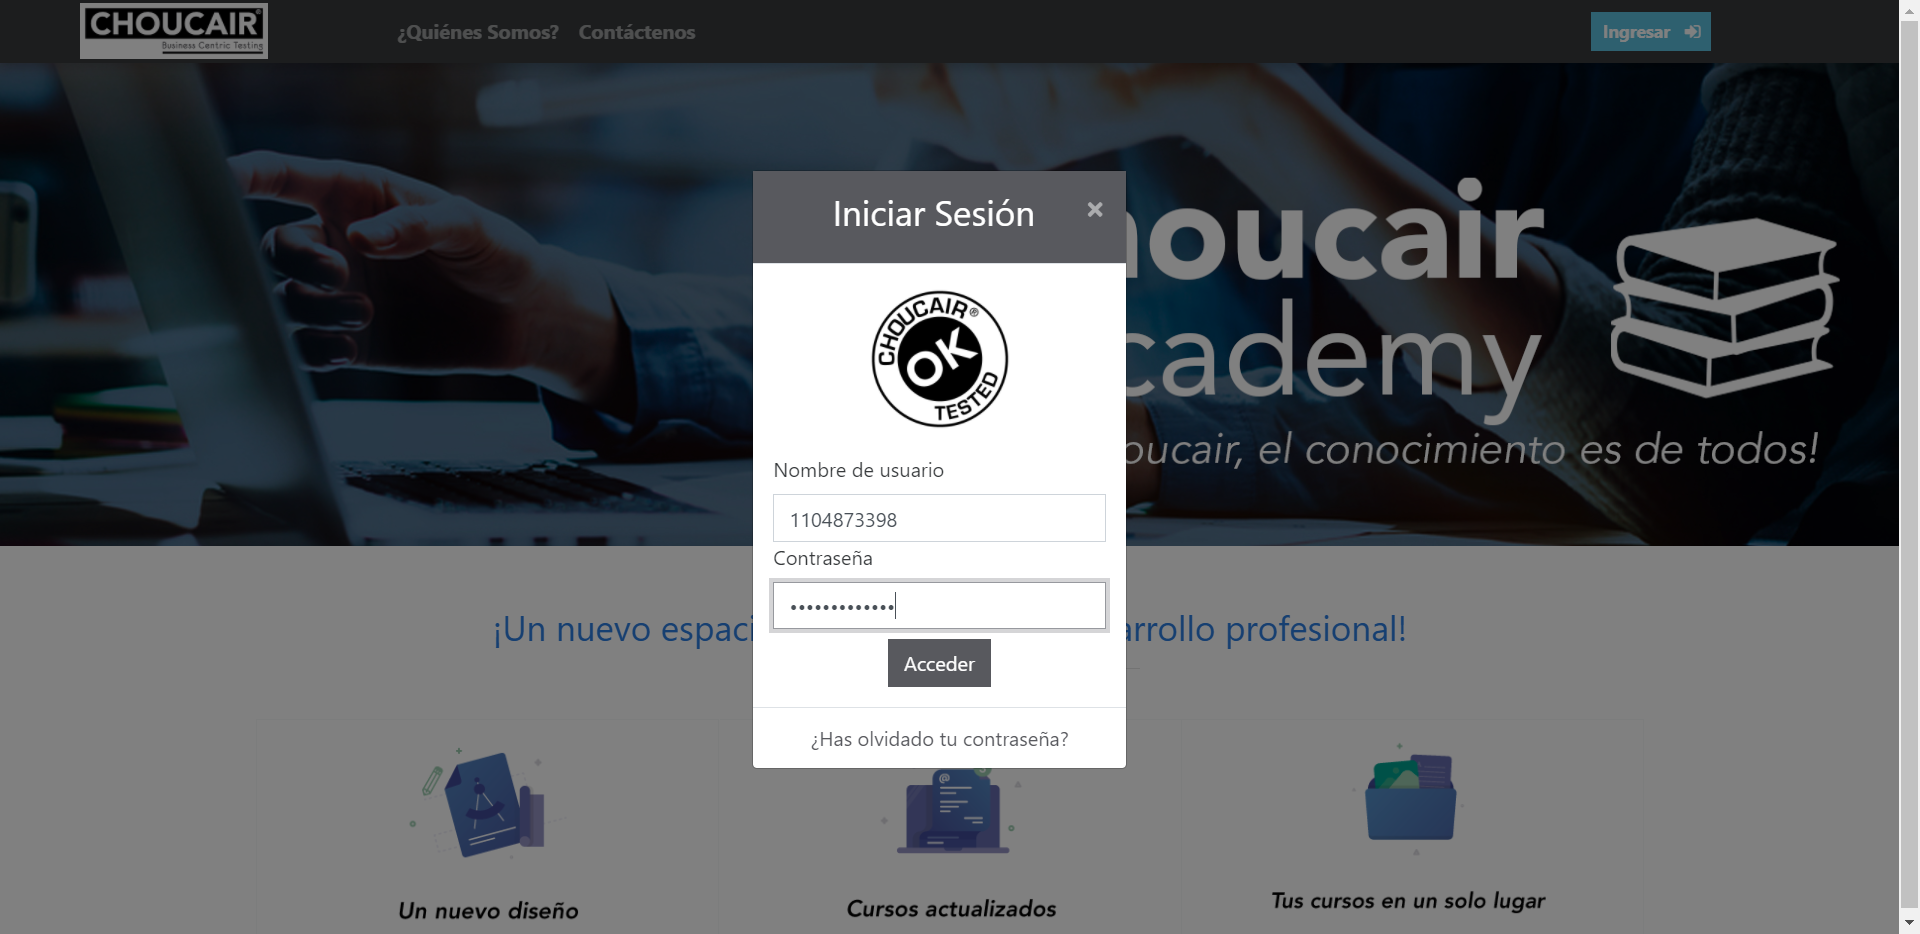 CHOUCAIR®
Business Centric Testing
¿Quiénes Somos?
Contáctenos
Ingresar
Iniciar Sesión
×
houcair
cademy
oucair, el conocimiento es de todos!
CHOUCAIR®
OK
TESTED
Nombre de usuario
1104873398
Contraseña
•••••••••••••
Acceder
¿Has olvidado tu contraseña?
¡Un nuevo espaci
arrollo profesional!
@
Un nuevo diseño
Cursos actualizados
Tus cursos en un solo lugar